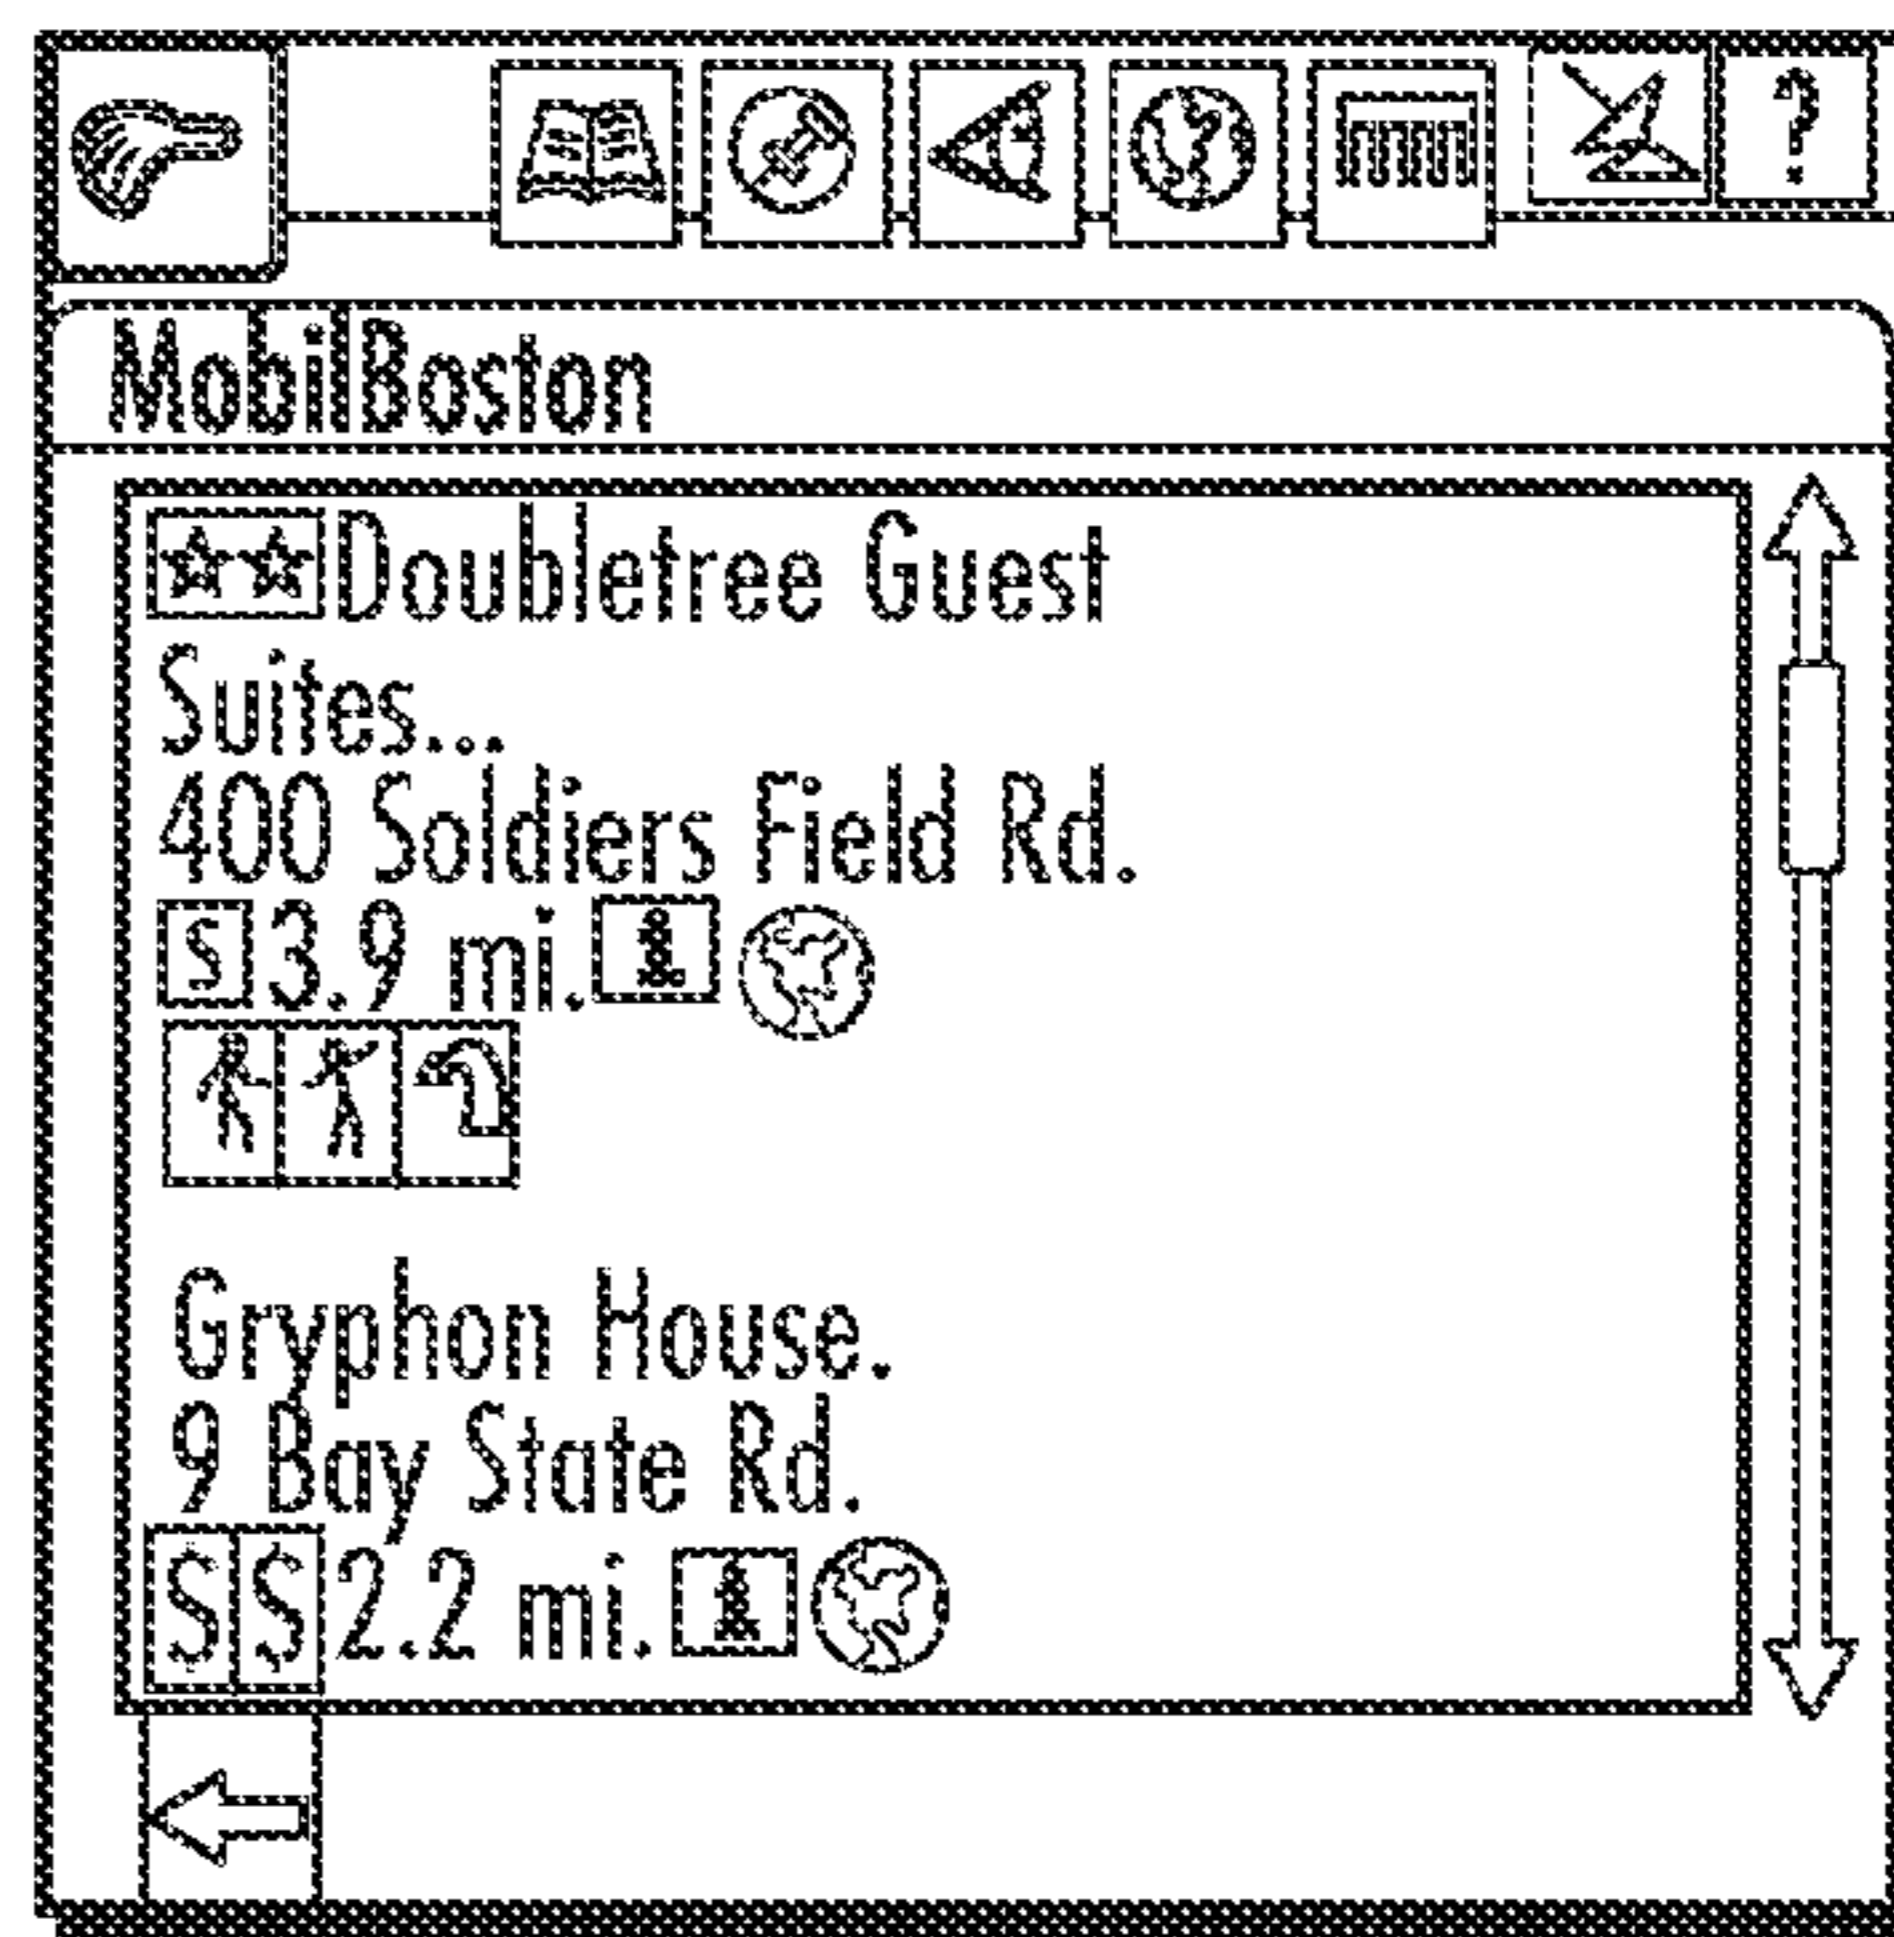 ?
MobilBoston
Doubletree Guest
Suites...
400 Soldiers Field Rd.
S 3.9 mi.
Gryphon House.
9 Bay State Rd.
$ $ 2.2 mi.